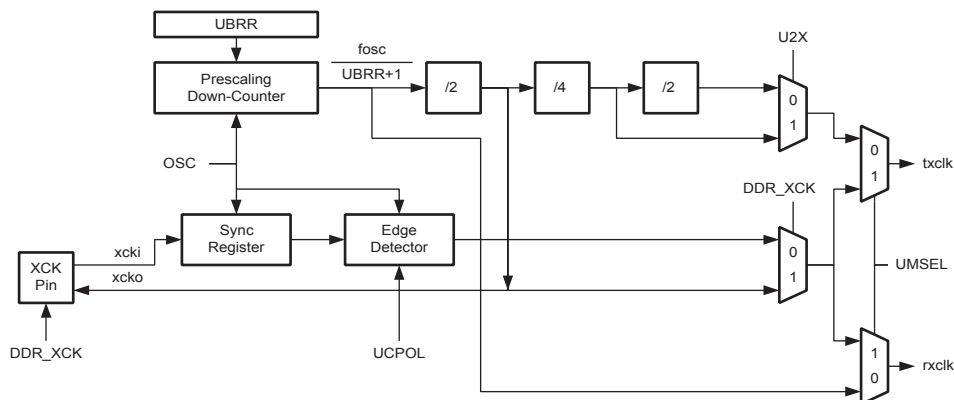 UBRR
fosc
UBRR+1
U2X
Prescaling
Down-Counter
/2
/4
/2
0
1
OSC
0
1
txclk
DDR_XCK
Sync
Register
Edge
Detector
0
1
xcki
XCK
Pin
xcko
UMSEL
DDR_XCK
UCPOL
1
0
rxclk